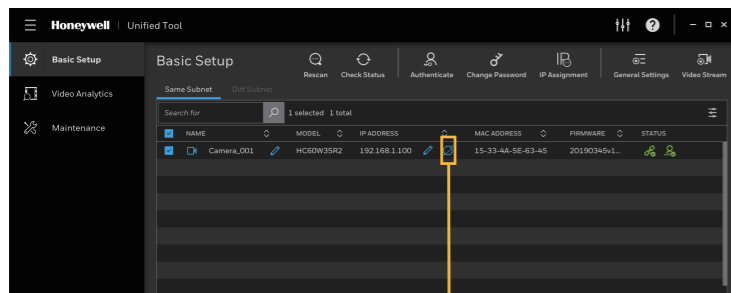 Honeywell | Unified Tool
Basic Setup
Video Analytics
Maintenance
Basic Setup
Rescan
Check Status
Authenticate
Change Password
IP Assignment
General Settings
Video Stream
Same Subnet
Diff Subnet
Search for
1 selected 1 total
NAME MODEL IP ADDRESS MAC ADDRESS FIRMWARE STATUS
Camera_001 HC60W35R2 192.168.1.100 15-33-4A-5E-63-45 20190345v1...